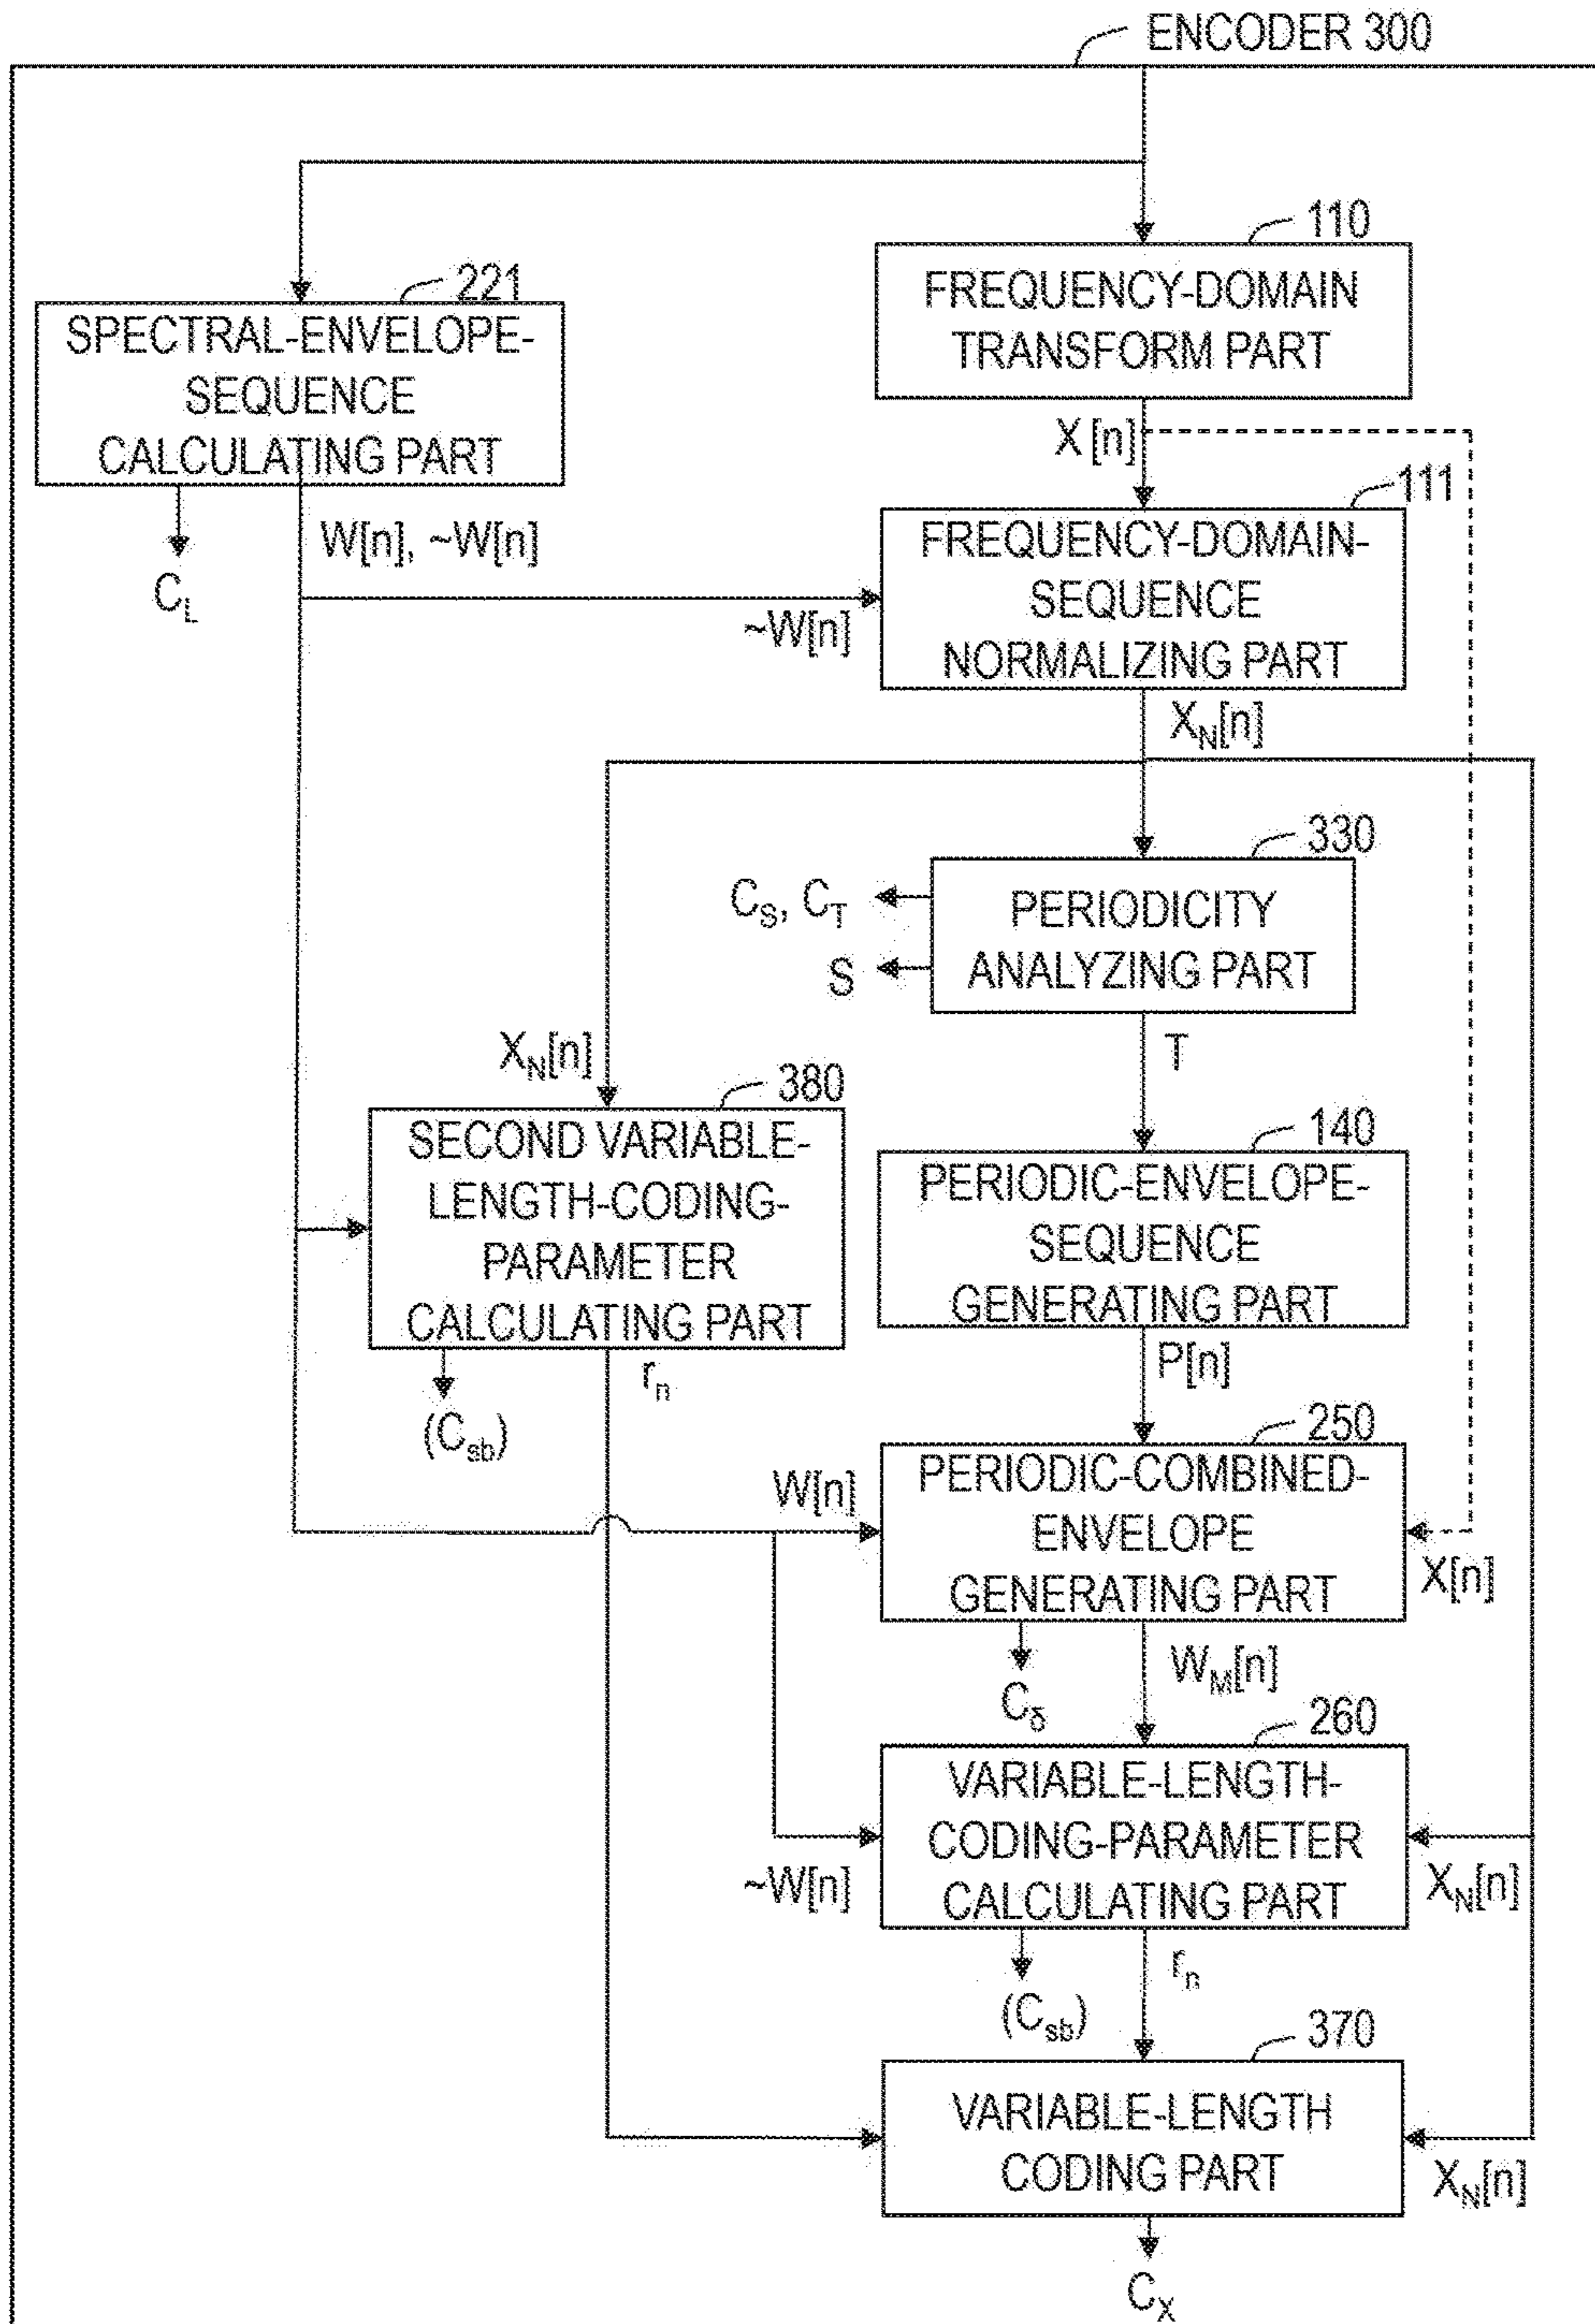 ENCODER 300
110
FREQUENCY-DOMAIN
TRANSFORM PART
221
SPECTRAL-ENVELOPE-
SEQUENCE
CALCULATING PART
X [n]
111
FREQUENCY-DOMAIN-
SEQUENCE
NORMALIZING PART
W[n], ~W[n]
C_L
~W[n]
X_N[n]
330
PERIODICITY
ANALYZING PART
C_S, C_T
S
T
X_N[n]
380
SECOND VARIABLE-
LENGTH-CODING-
PARAMETER
CALCULATING PART
140
PERIODIC-ENVELOPE-
SEQUENCE
GENERATING PART
r_n
(C_sb)
P[n]
250
PERIODIC-COMBINED-
ENVELOPE
GENERATING PART
W[n]
X[n]
W_M[n]
C_δ
260
VARIABLE-LENGTH-
CODING-PARAMETER
CALCULATING PART
~W[n]
X_N[n]
r_n
(C_sb)
370
VARIABLE-LENGTH
CODING PART
X_N[n]
C_X